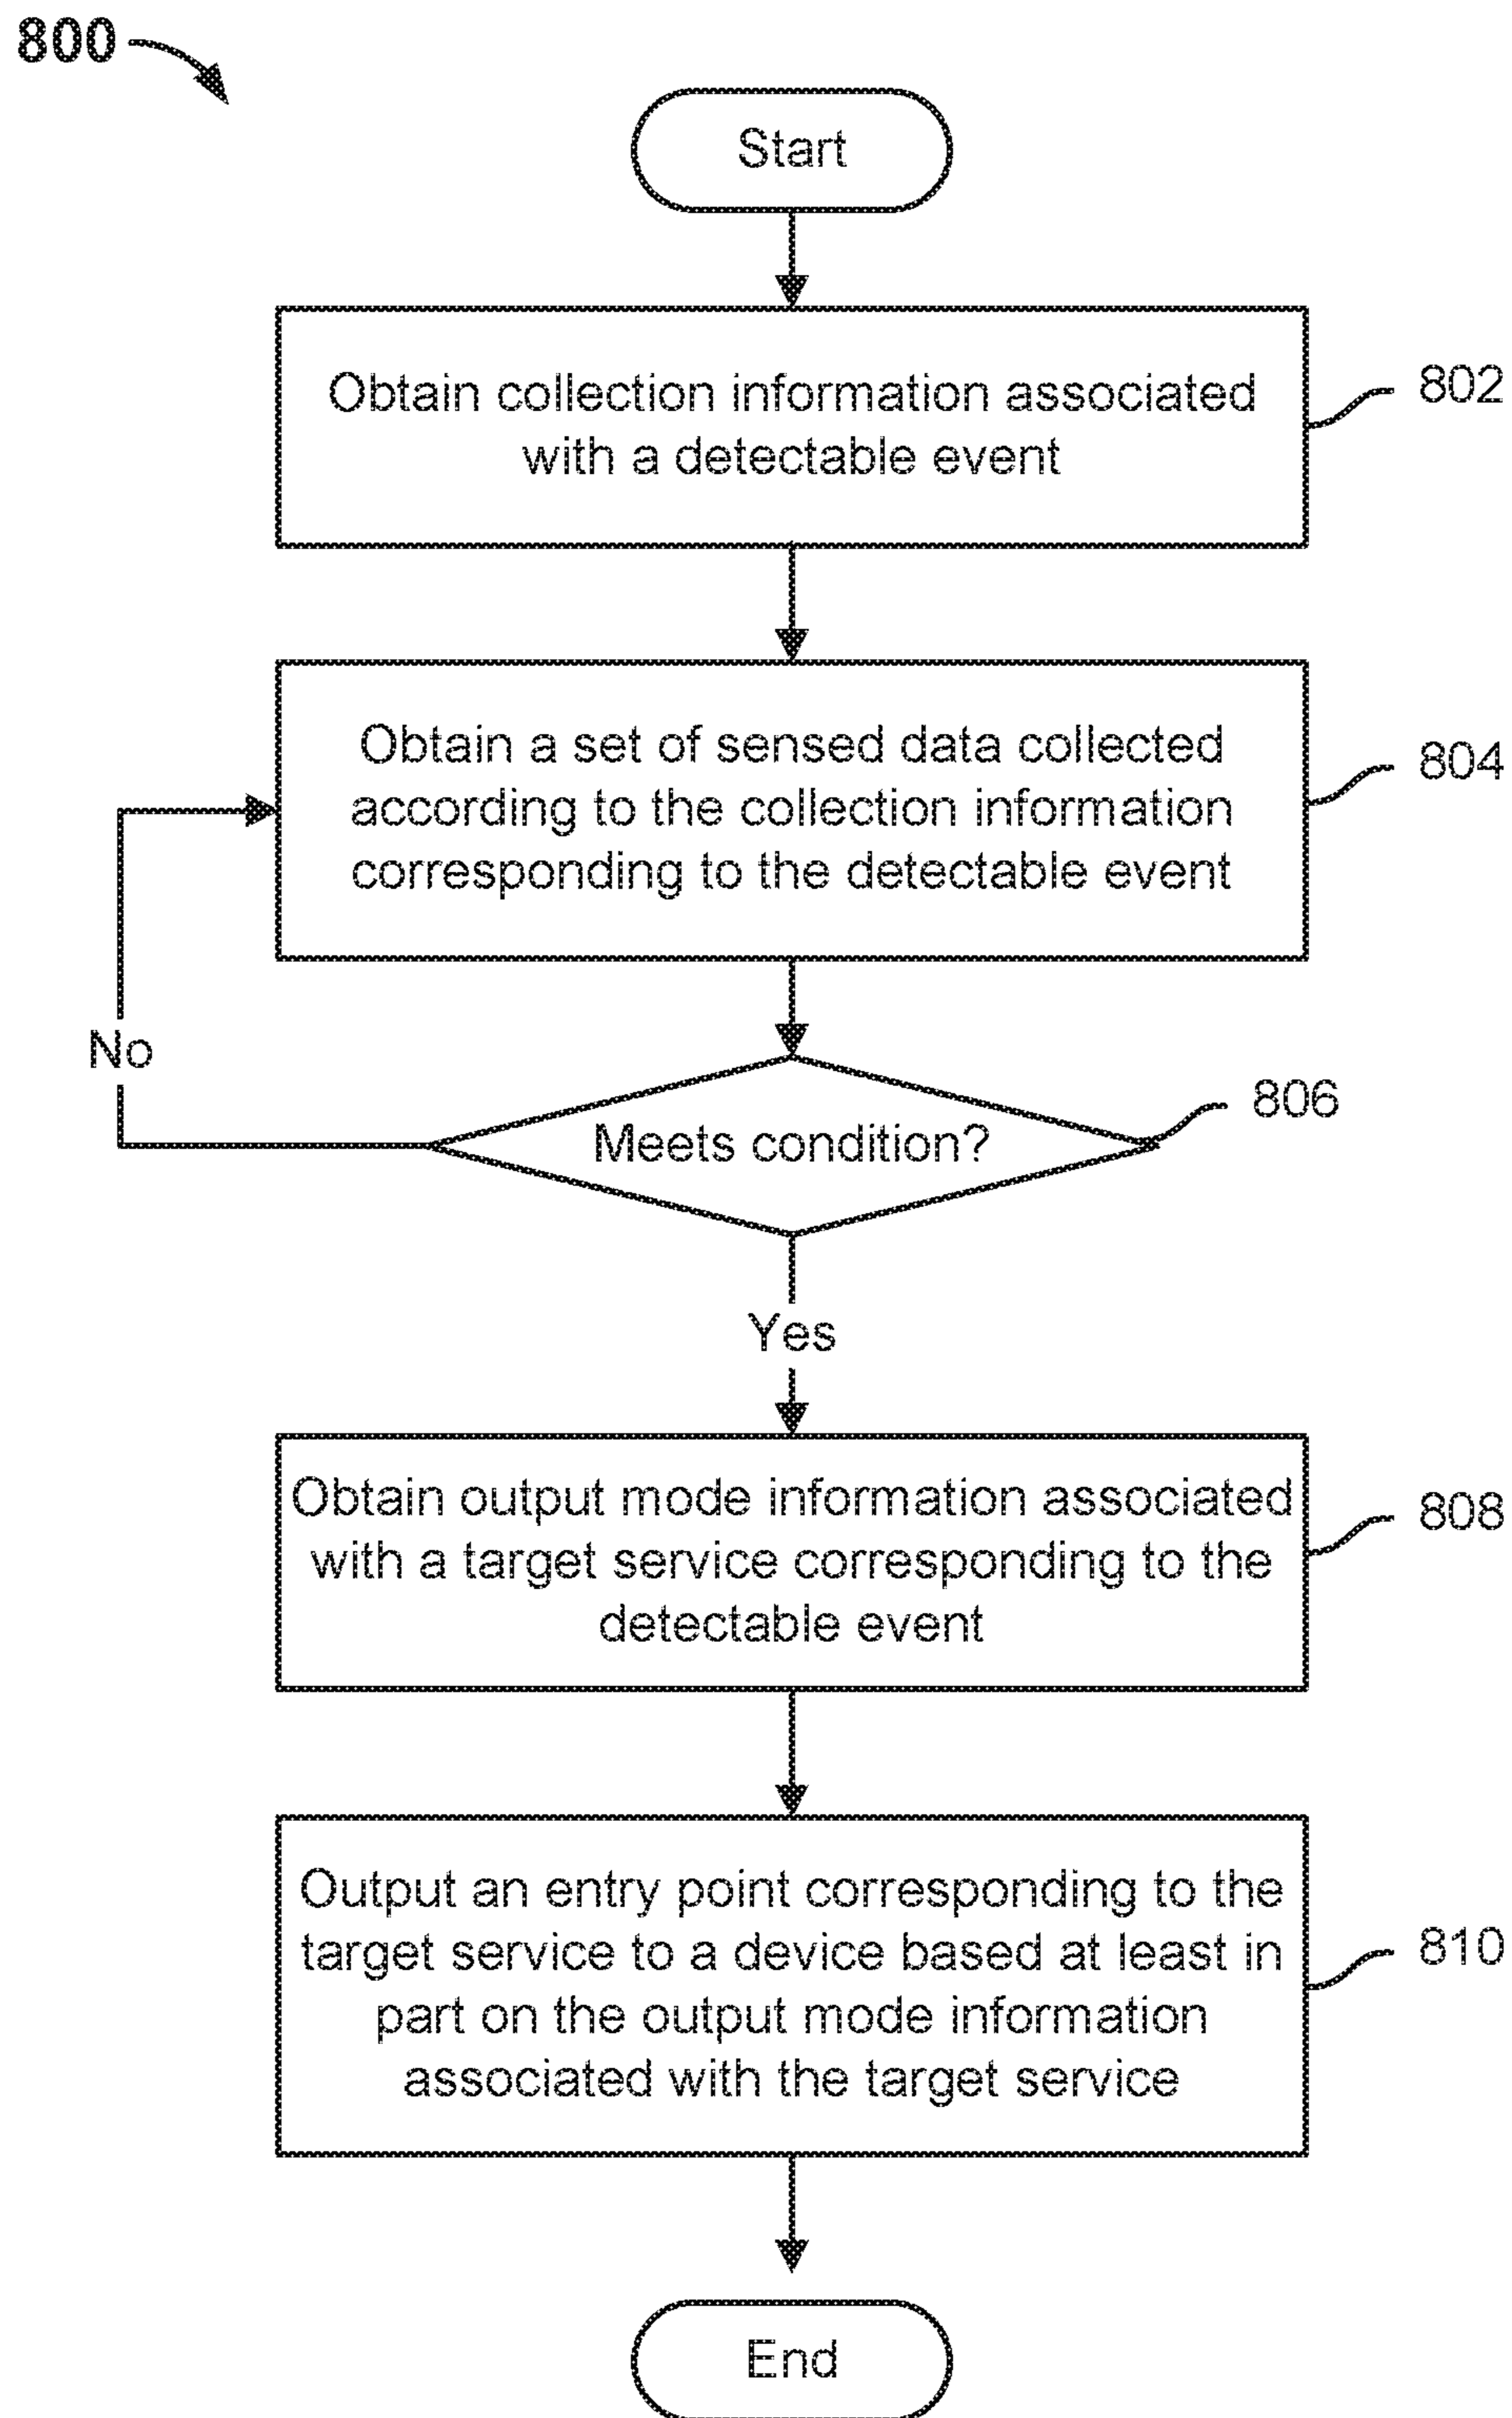 800
Start
Obtain collection information associated
with a detectable event
802
Obtain a set of sensed data collected
according to the collection information
corresponding to the detectable event
804
No
Meets condition?
806
Yes
Obtain output mode information associated
with a target service corresponding to the
detectable event
808
Output an entry point corresponding to the
target service to a device based at least in
part on the output mode information
associated with the target service
810
End